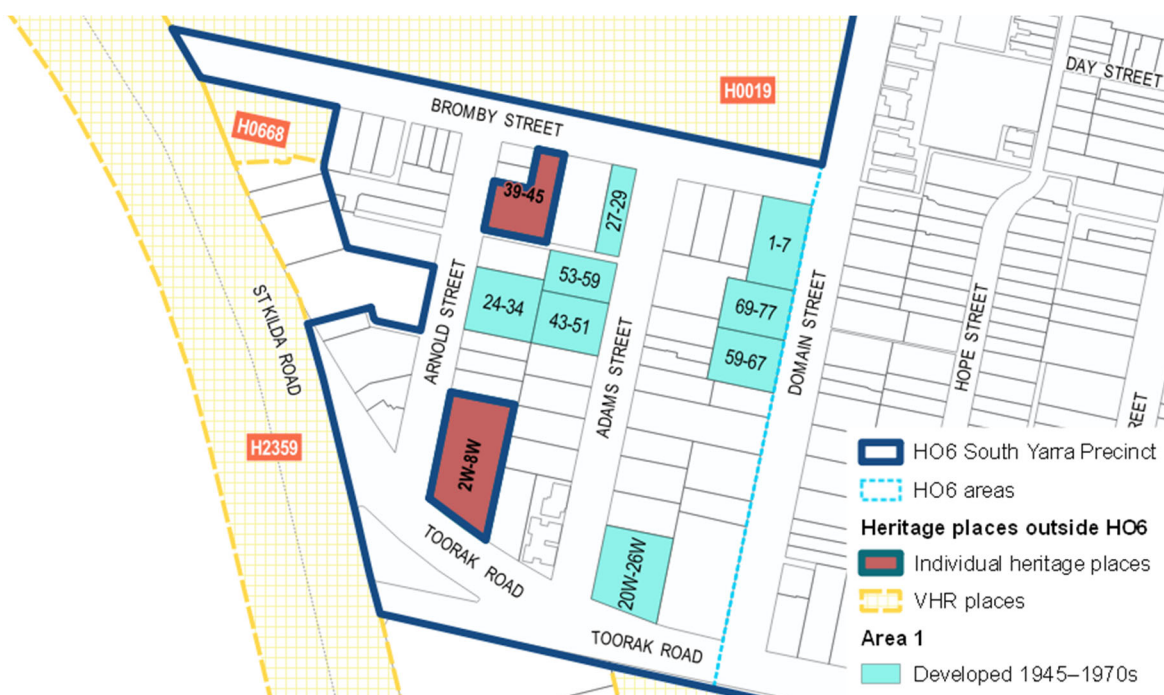 H0019
DAY STREET
BROMBY STREET
H0668
39-45
27-29
1-7
53-59
24-34
43-51
69-77
59-67
ST KILDA ROAD
ARNOLD STREET
ADAMS STREET
DOMAIN STREET
HOPE STREET
STREET
H2359
2W-8W
20W-26W
TOORAK ROAD
TOORAK ROAD
HO6 South Yarra Precinct
HO6 areas
Heritage places outside HO6
Individual heritage places
VHR places
Area 1
Developed 1945–1970s